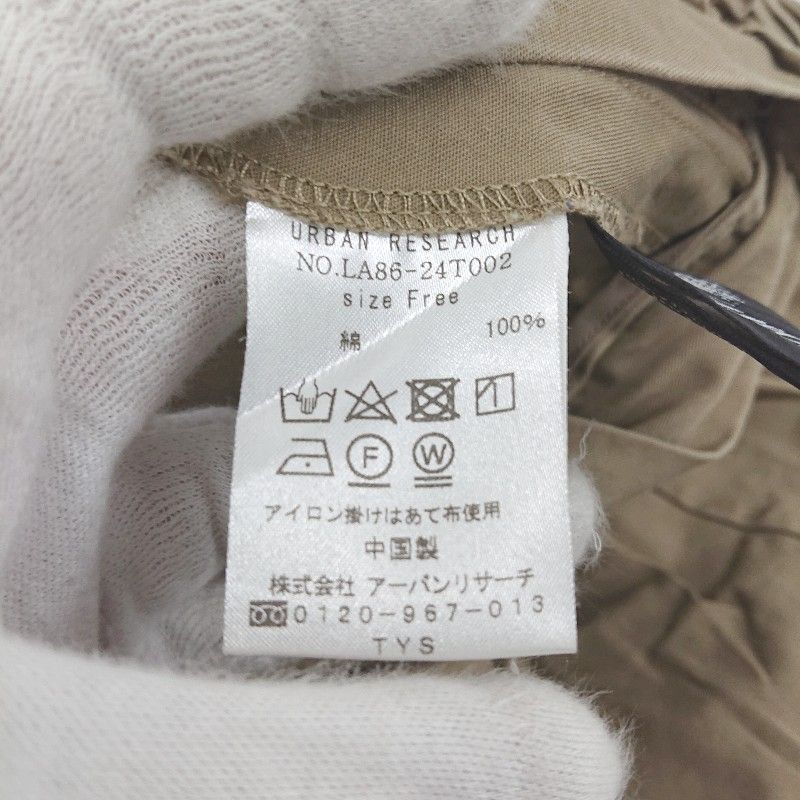 URBAN RESEARCH
NO.LA86-24T002
size Free
綿 100%
F W
アイロン掛けはあて布使用
中国製
株式会社 アーバンリサーチ
0120-967-013
TYS